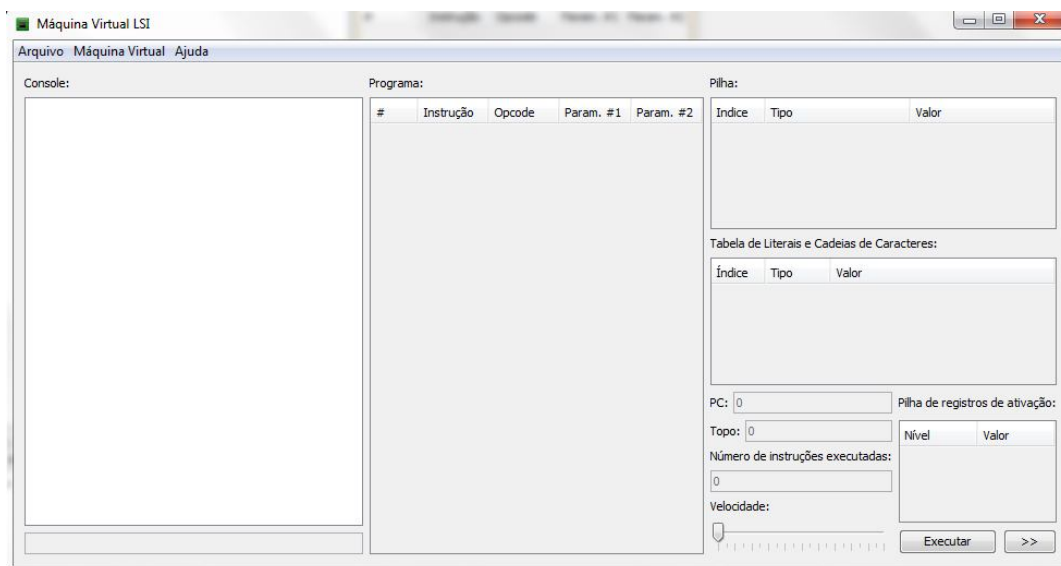 Máquina Virtual LSI
Arquivo Máquina Virtual Ajuda
Console:
Programa:
# Instrução Opcode Param. #1 Param. #2
Pilha:
Indice Tipo Valor
Tabela de Literais e Cadeias de Caracteres:
Índice Tipo Valor
PC: 0
Topo: 0
Número de instruções executadas:
0
Velocidade:
Pilha de registros de ativação:
Nível Valor
Executar >>